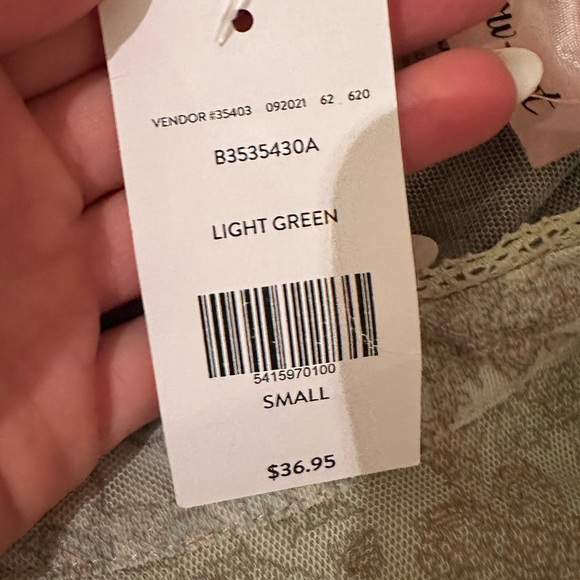 VENDOR #35403 092021 62 620
B3535430A
LIGHT GREEN
5415970100
SMALL
$36.95